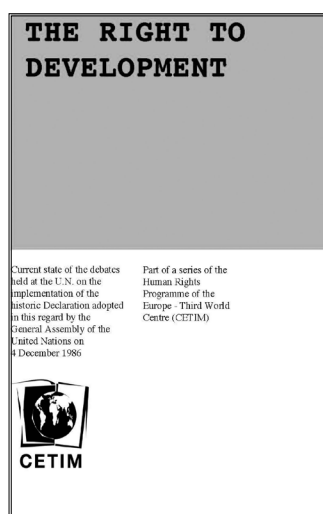 THE RIGHT TO
DEVELOPMENT
Current state of the debates
held at the U.N. on the
implementation of the
historic Declaration adopted
in this regard by the
General Assembly of the
United Nations on
4 December 1986
Part of a series of the
Human Rights
Programme of the
Europe - Third World
Centre (CETIM)
CETIM